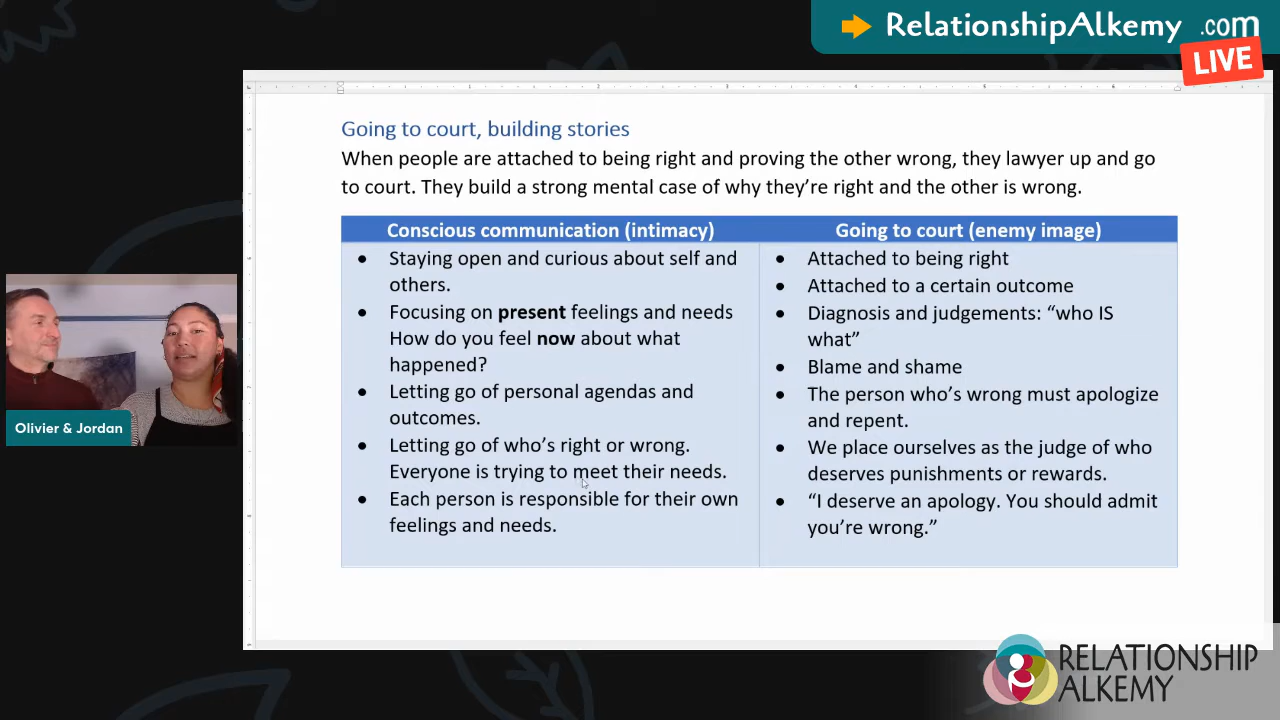 RelationshipAlkemy .com
LIVE
Going to court, building stories
When people are attached to being right and proving the other wrong, they lawyer up and go
to court. They build a strong mental case of why they're right and the other is wrong.
Conscious communication (intimacy)
• Staying open and curious about self and
others.
• Focusing on present feelings and needs
How do you feel now about what
happened?
• Letting go of personal agendas and
outcomes.
• Letting go of who's right or wrong.
Everyone is trying to meet their needs.
• Each person is responsible for their own
feelings and needs.
Going to court (enemy image)
• Attached to being right
• Attached to a certain outcome
• Diagnosis and judgements: “who IS
what”
• Blame and shame
• The person who's wrong must apologize
and repent.
• We place ourselves as the judge of who
deserves punishments or rewards.
• “I deserve an apology. You should admit
you're wrong.”
Olivier & Jordan
RELATIONSHIP
ALKEMY